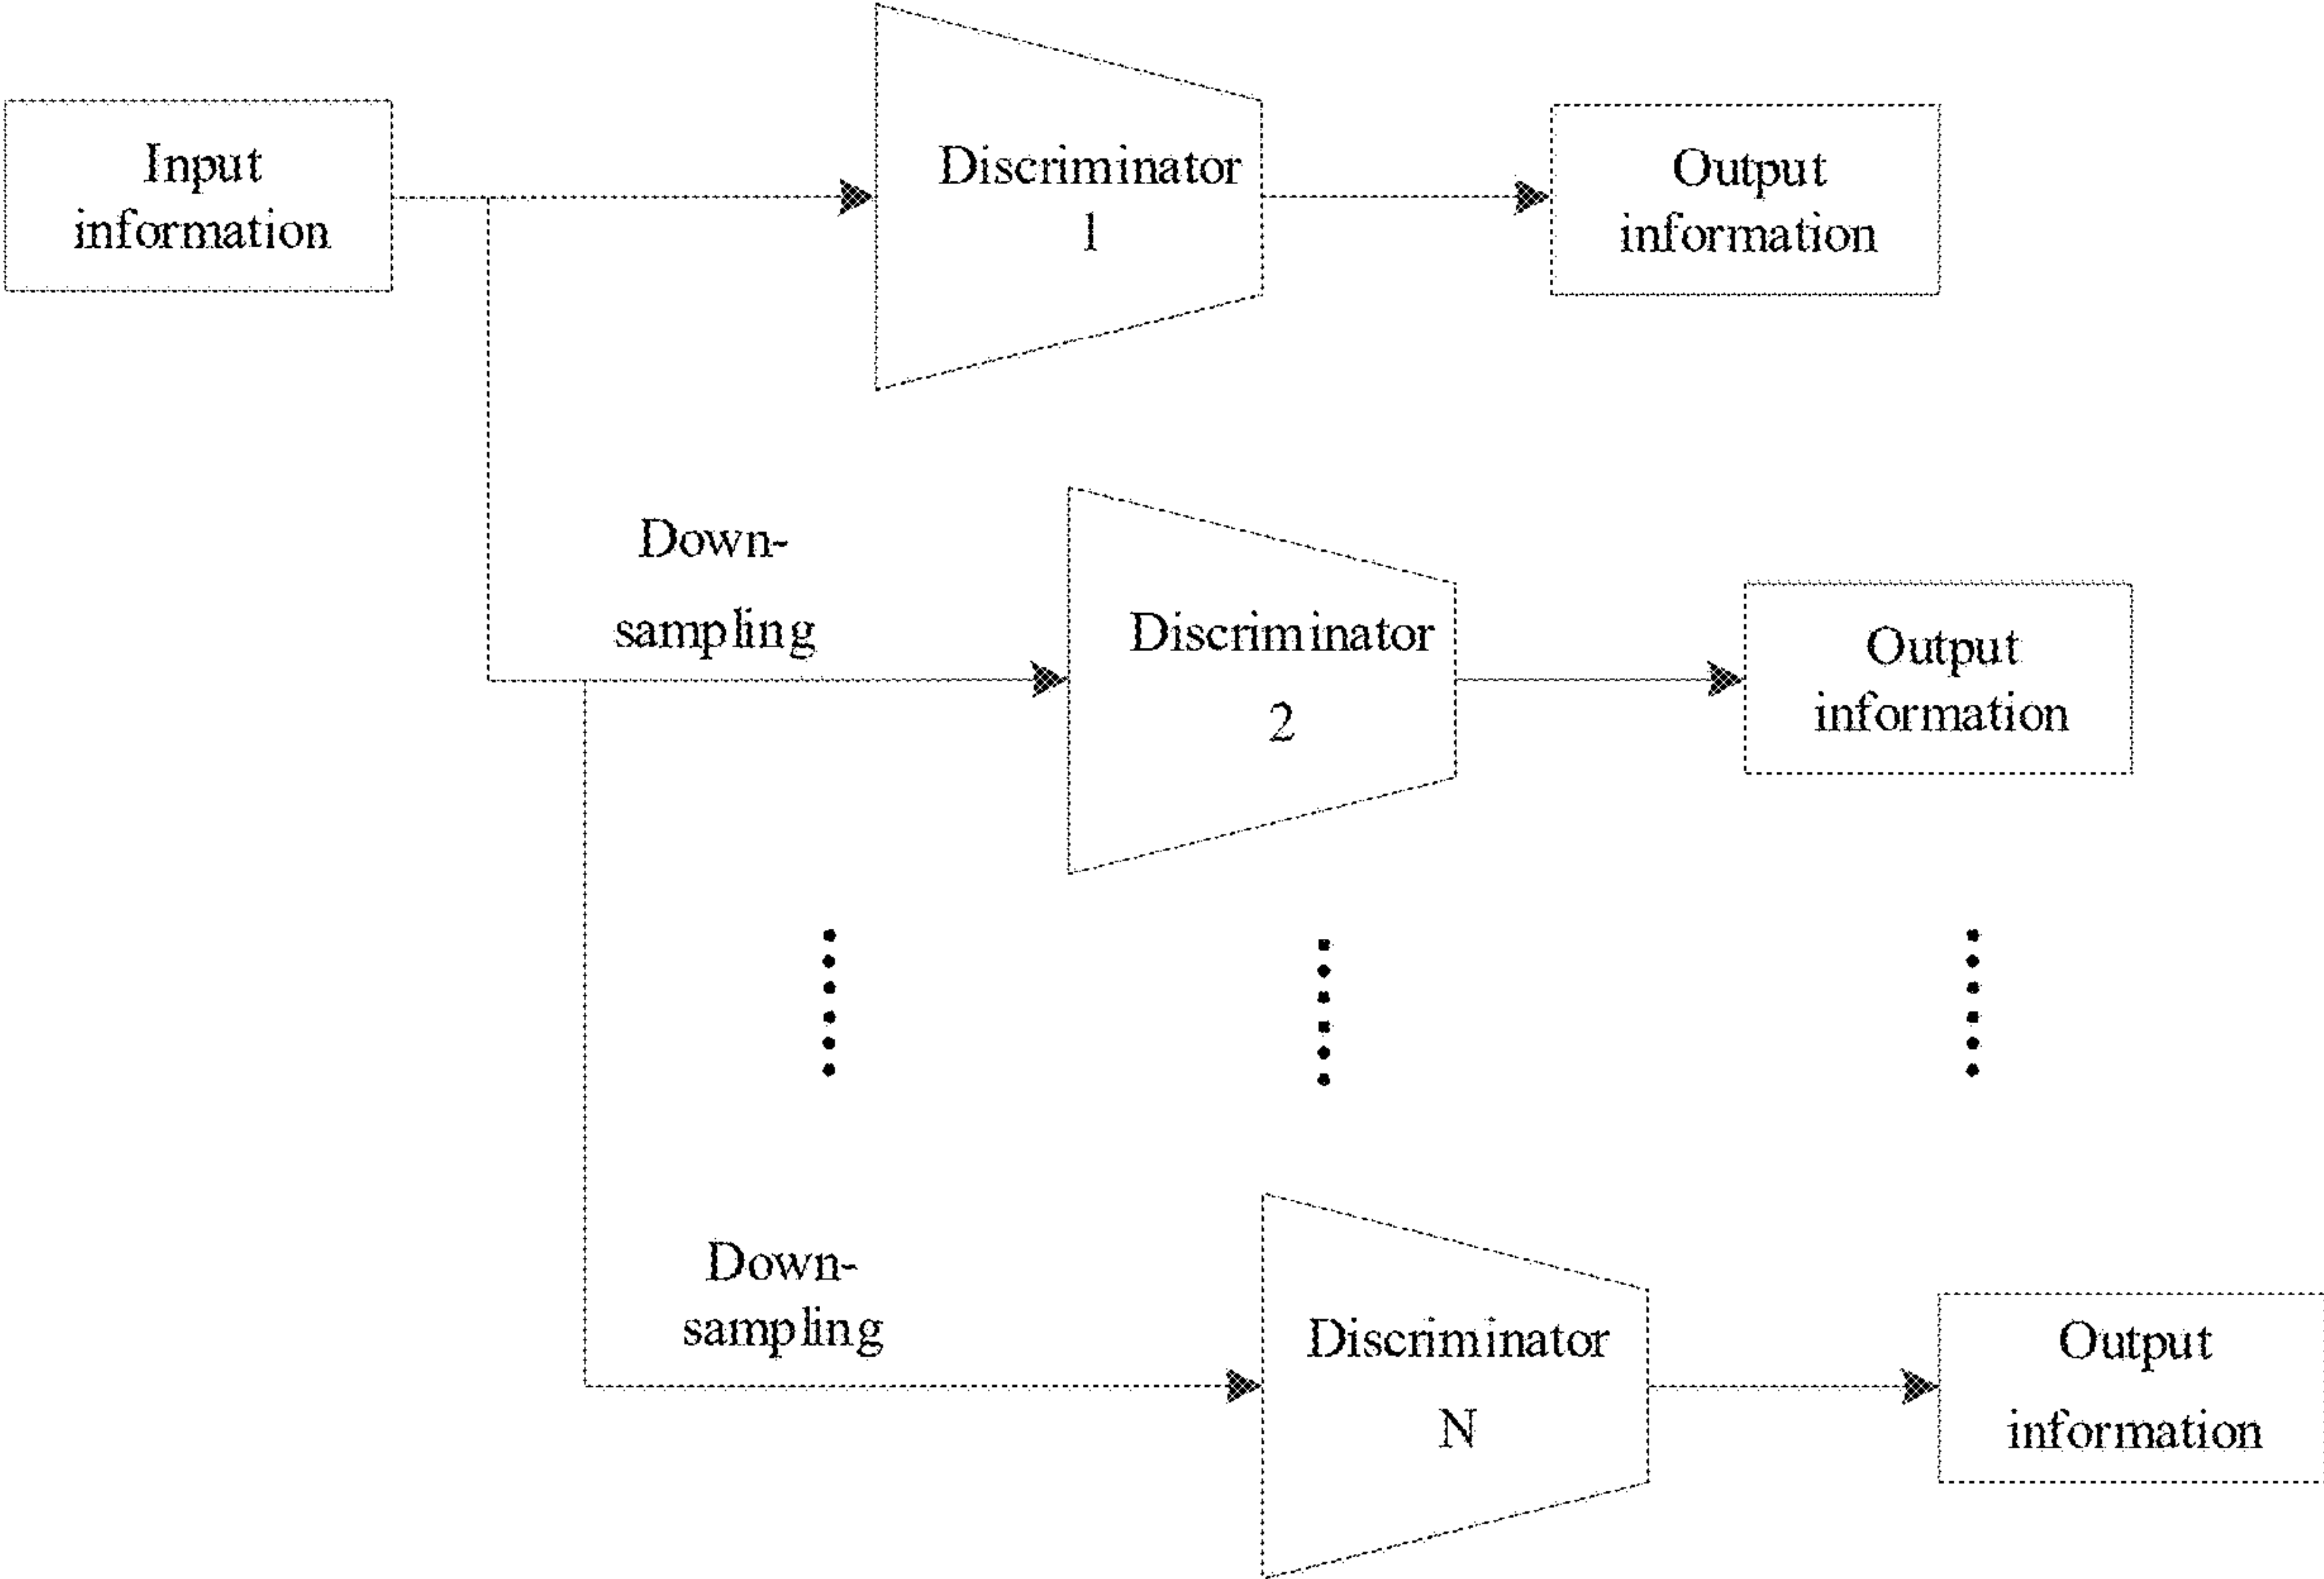 Input
information
Discriminator
1
Output
information
Down-
sampling
Discriminator
2
Output
information
Down-
sampling
Discriminator
N
Output
information